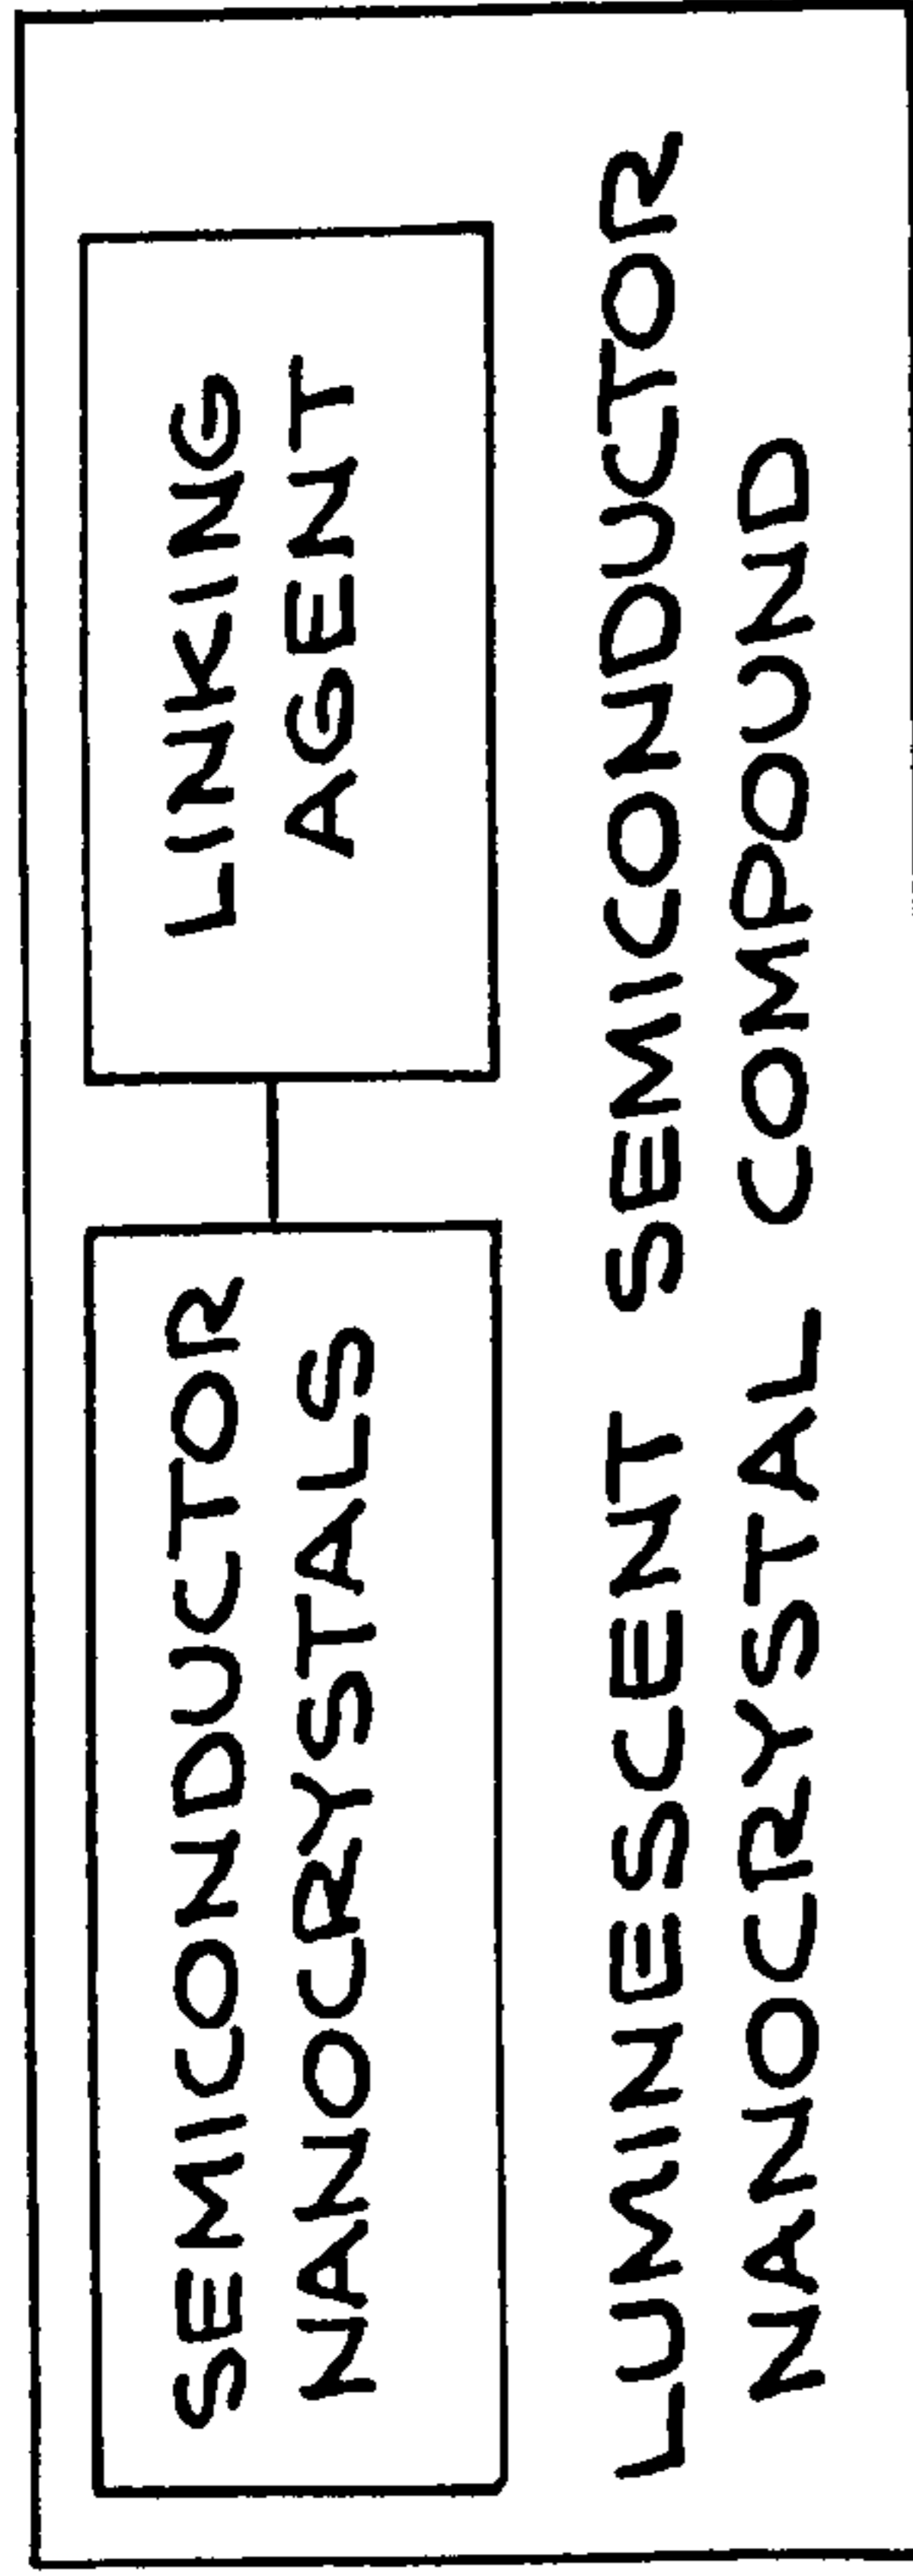 SEMICONDUCTOR
NANOCRYSTALS
LINKING
AGENT
LUMINESCENT SEMICONDUCTOR
NANOCRYSTAL COMPOUND